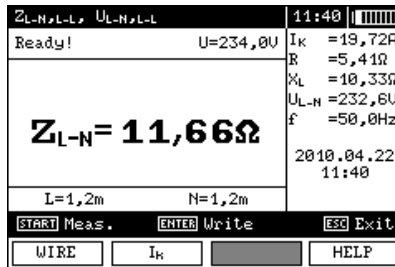 ZL-N,L-L, UL-N,L-L 11:40
Ready! U=234,0V
IK =19,72A
R =5,41Ω
XL =10,33Ω
UL-N =232,6V
f =50,0Hz
ZL-N= 11,66Ω
2010.04.22
11:40
L=1,2m N=1,2m
START Meas. ENTER Write ESC Exit
WIRE IK HELP